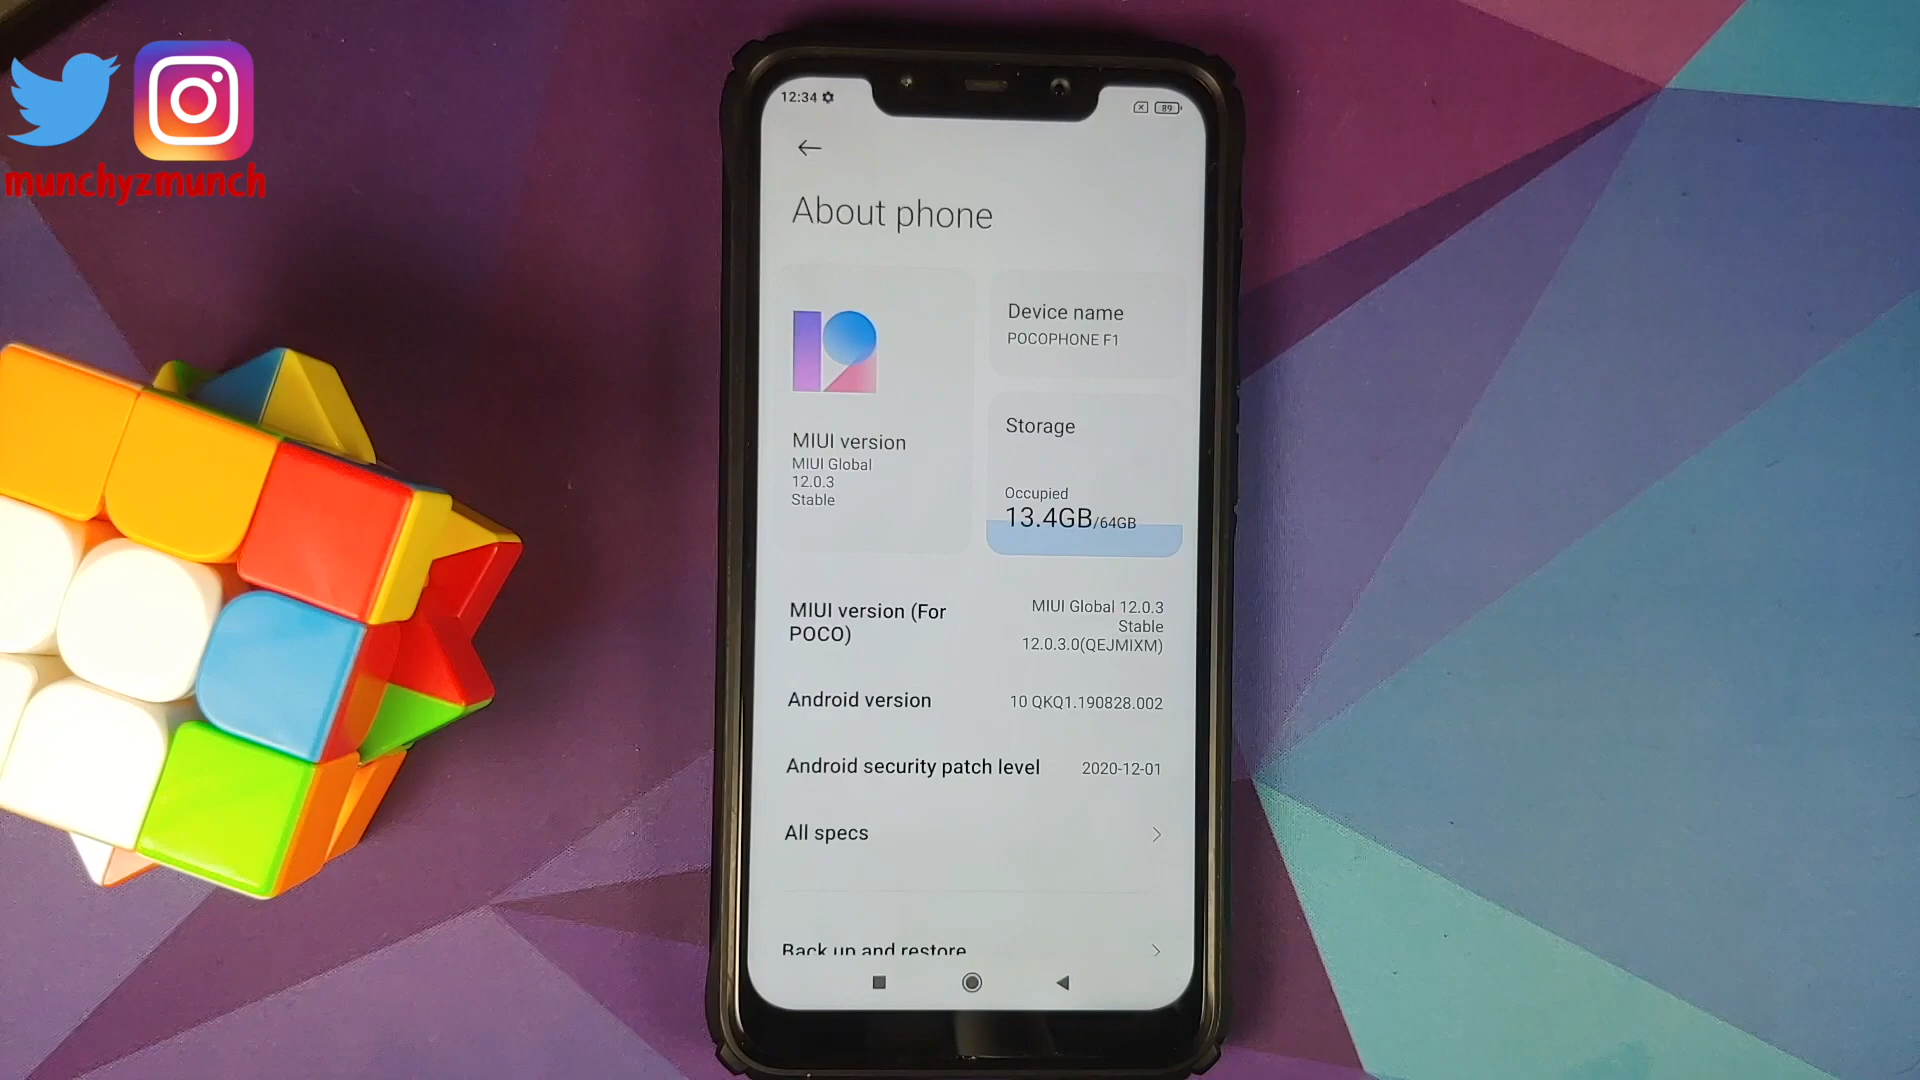 munchyzmunch
12:34
89
About phone
MIUI version
MIUI Global
12.0.3
Stable
Device name
POCOPHONE F1
Storage
Occupied
13.4GB/64GB
MIUI version (For
POCO)
MIUI Global 12.0.3
Stable
12.0.3.0(QEJMIXM)
Android version
10 QKQ1.190828.002
Android security patch level
2020-12-01
All specs
Back up and restore